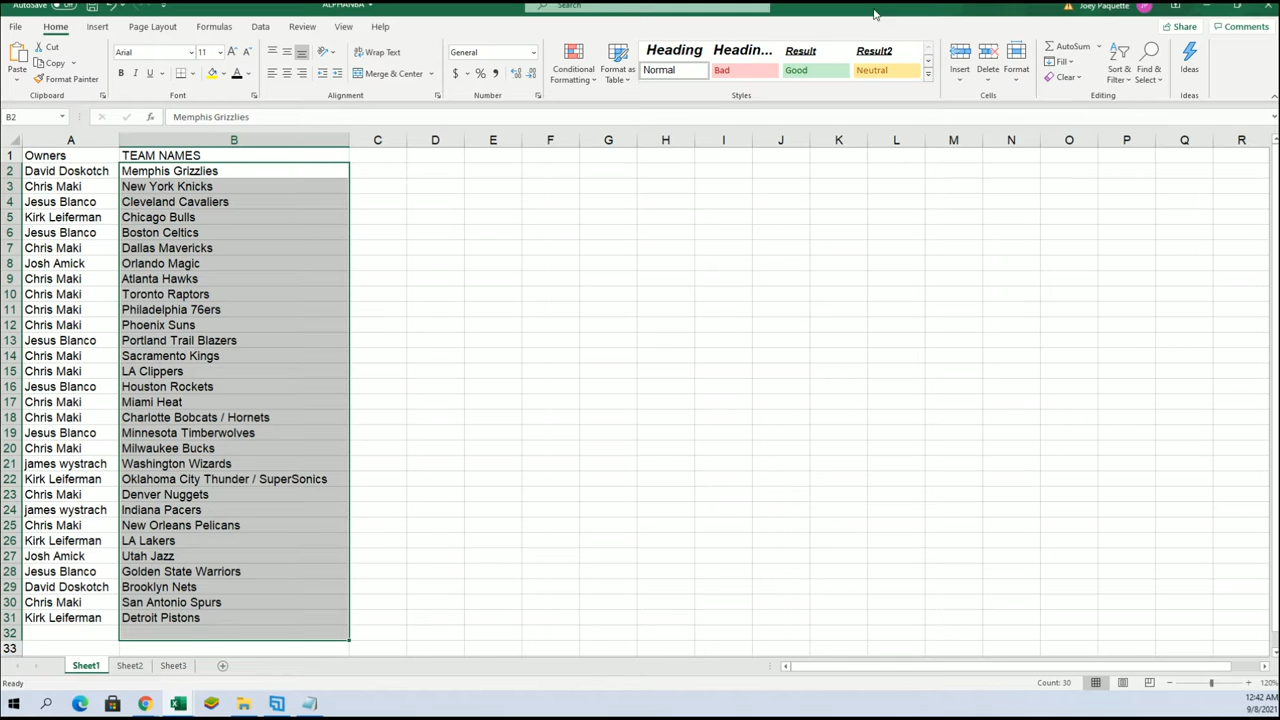 AutoSave Off ALPHANBA Search Joey Paquette JP
File Home Insert Page Layout Formulas Data Review View Help Share Comments
Paste Cut Copy Format Painter Clipboard
Arial 11 B I U Font
Wrap Text Merge & Center Alignment
General $ % Number
Conditional Formatting Format as Table
Heading Headin... Result Result2
Normal Bad Good Neutral
Styles
Insert Delete Format Cells
AutoSum Fill Clear Sort & Filter Find & Select Editing
Ideas Ideas
B2 fx Memphis Grizzlies
A B C D E F G H I J K L M N O P Q R
1 Owners TEAM NAMES
2 David Doskotch Memphis Grizzlies
3 Chris Maki New York Knicks
4 Jesus Blanco Cleveland Cavaliers
5 Kirk Leiferman Chicago Bulls
6 Jesus Blanco Boston Celtics
7 Chris Maki Dallas Mavericks
8 Josh Amick Orlando Magic
9 Chris Maki Atlanta Hawks
10 Chris Maki Toronto Raptors
11 Chris Maki Philadelphia 76ers
12 Chris Maki Phoenix Suns
13 Jesus Blanco Portland Trail Blazers
14 Chris Maki Sacramento Kings
15 Chris Maki LA Clippers
16 Jesus Blanco Houston Rockets
17 Chris Maki Miami Heat
18 Chris Maki Charlotte Bobcats / Hornets
19 Jesus Blanco Minnesota Timberwolves
20 Chris Maki Milwaukee Bucks
21 james wystrach Washington Wizards
22 Kirk Leiferman Oklahoma City Thunder / SuperSonics
23 Chris Maki Denver Nuggets
24 james wystrach Indiana Pacers
25 Chris Maki New Orleans Pelicans
26 Kirk Leiferman LA Lakers
27 Josh Amick Utah Jazz
28 Jesus Blanco Golden State Warriors
29 David Doskotch Brooklyn Nets
30 Chris Maki San Antonio Spurs
31 Kirk Leiferman Detroit Pistons
32
33
Sheet1 Sheet2 Sheet3
Ready Count: 30 120%
12:42 AM
9/8/2021